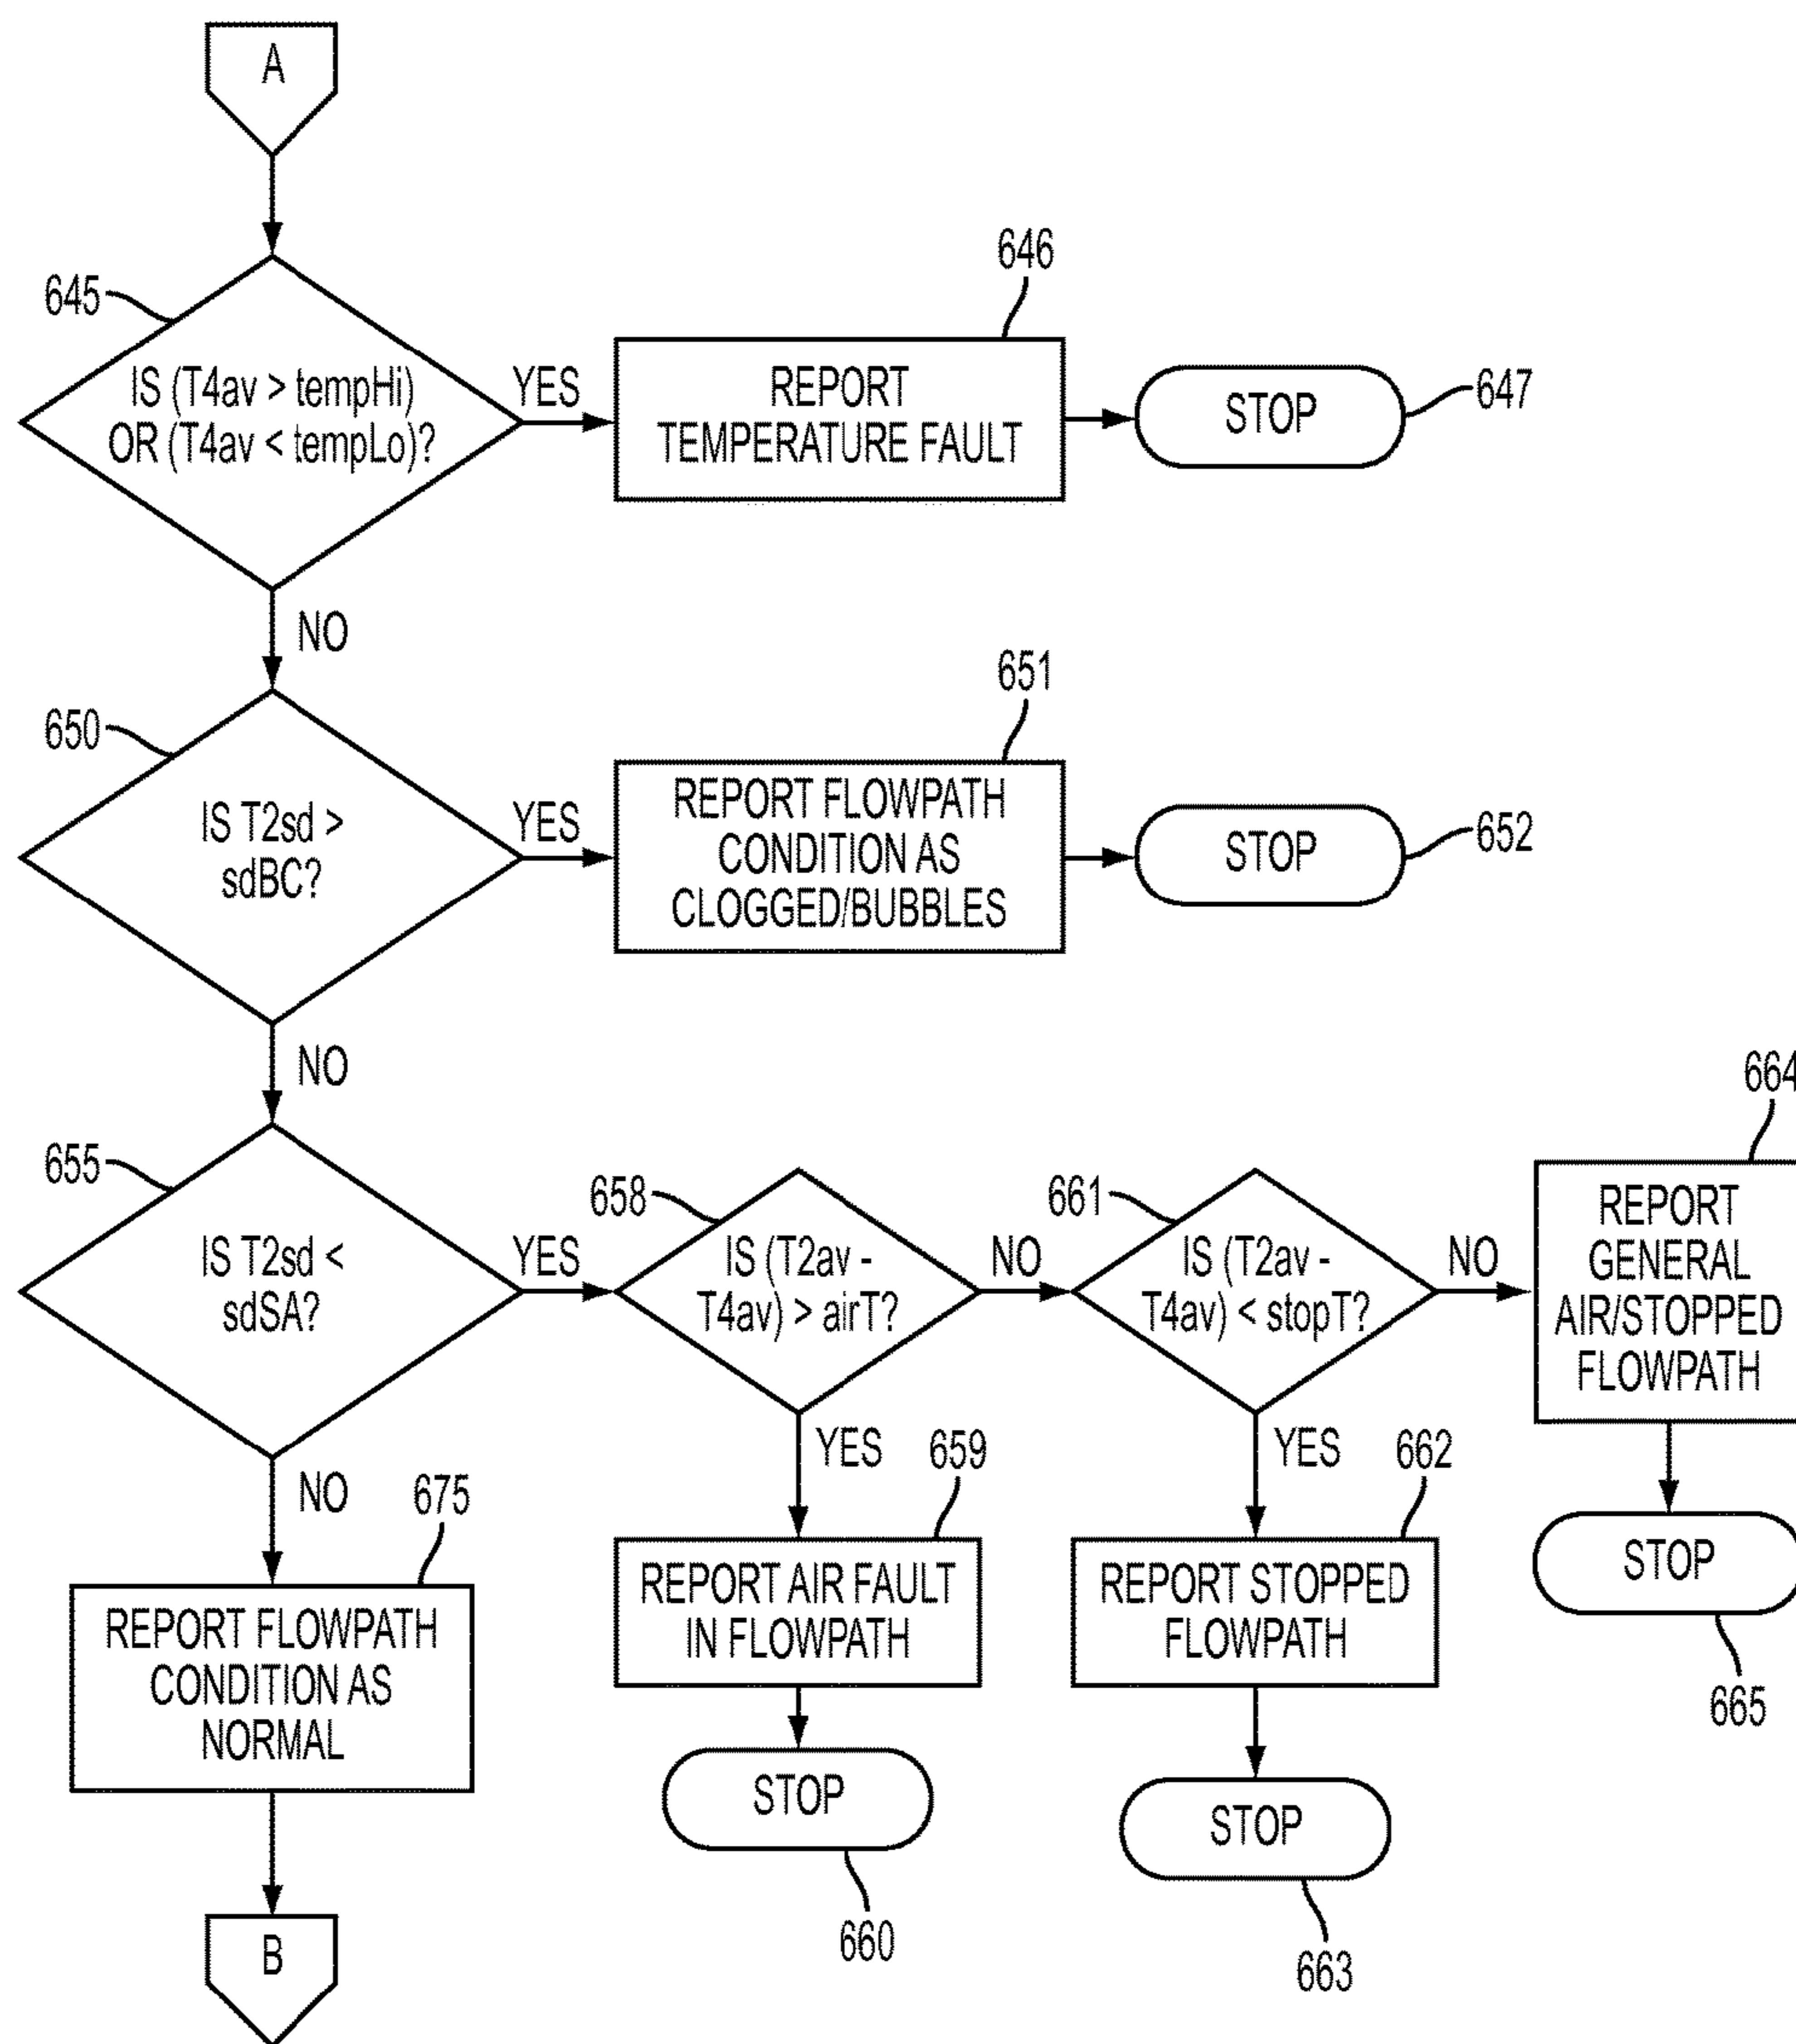 A
645
IS (T4av > tempHi)
OR (T4av < tempLo)?
YES
646
REPORT
TEMPERATURE FAULT
STOP
647
NO
650
IS T2sd >
sdBC?
YES
651
REPORT FLOWPATH
CONDITION AS
CLOGGED/BUBBLES
STOP
652
NO
655
IS T2sd <
sdSA?
YES
658
IS (T2av -
T4av) > airT?
NO
661
IS (T2av -
T4av) < stopT?
NO
664
REPORT
GENERAL
AIR/STOPPED
FLOWPATH
STOP
665
NO
675
REPORT FLOWPATH
CONDITION AS
NORMAL
YES
659
REPORT AIR FAULT
IN FLOWPATH
STOP
660
YES
662
REPORT STOPPED
FLOWPATH
STOP
663
B